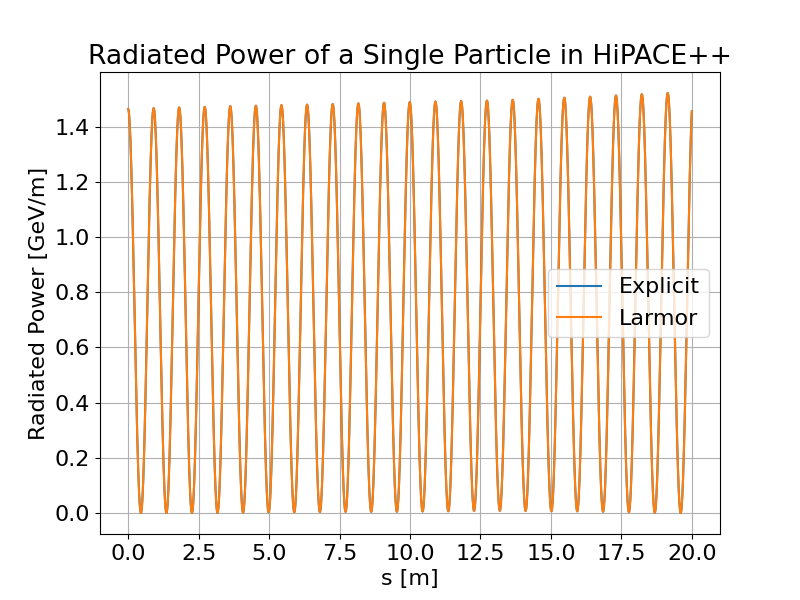 Radiated Power of a Single Particle in HiPACE++
Radiated Power [GeV/m]
1.4
1.2
1.0
0.8
0.6
0.4
0.2
0.0
Explicit
Larmor
0.0 2.5 5.0 7.5 10.0 12.5 15.0 17.5 20.0
s [m]